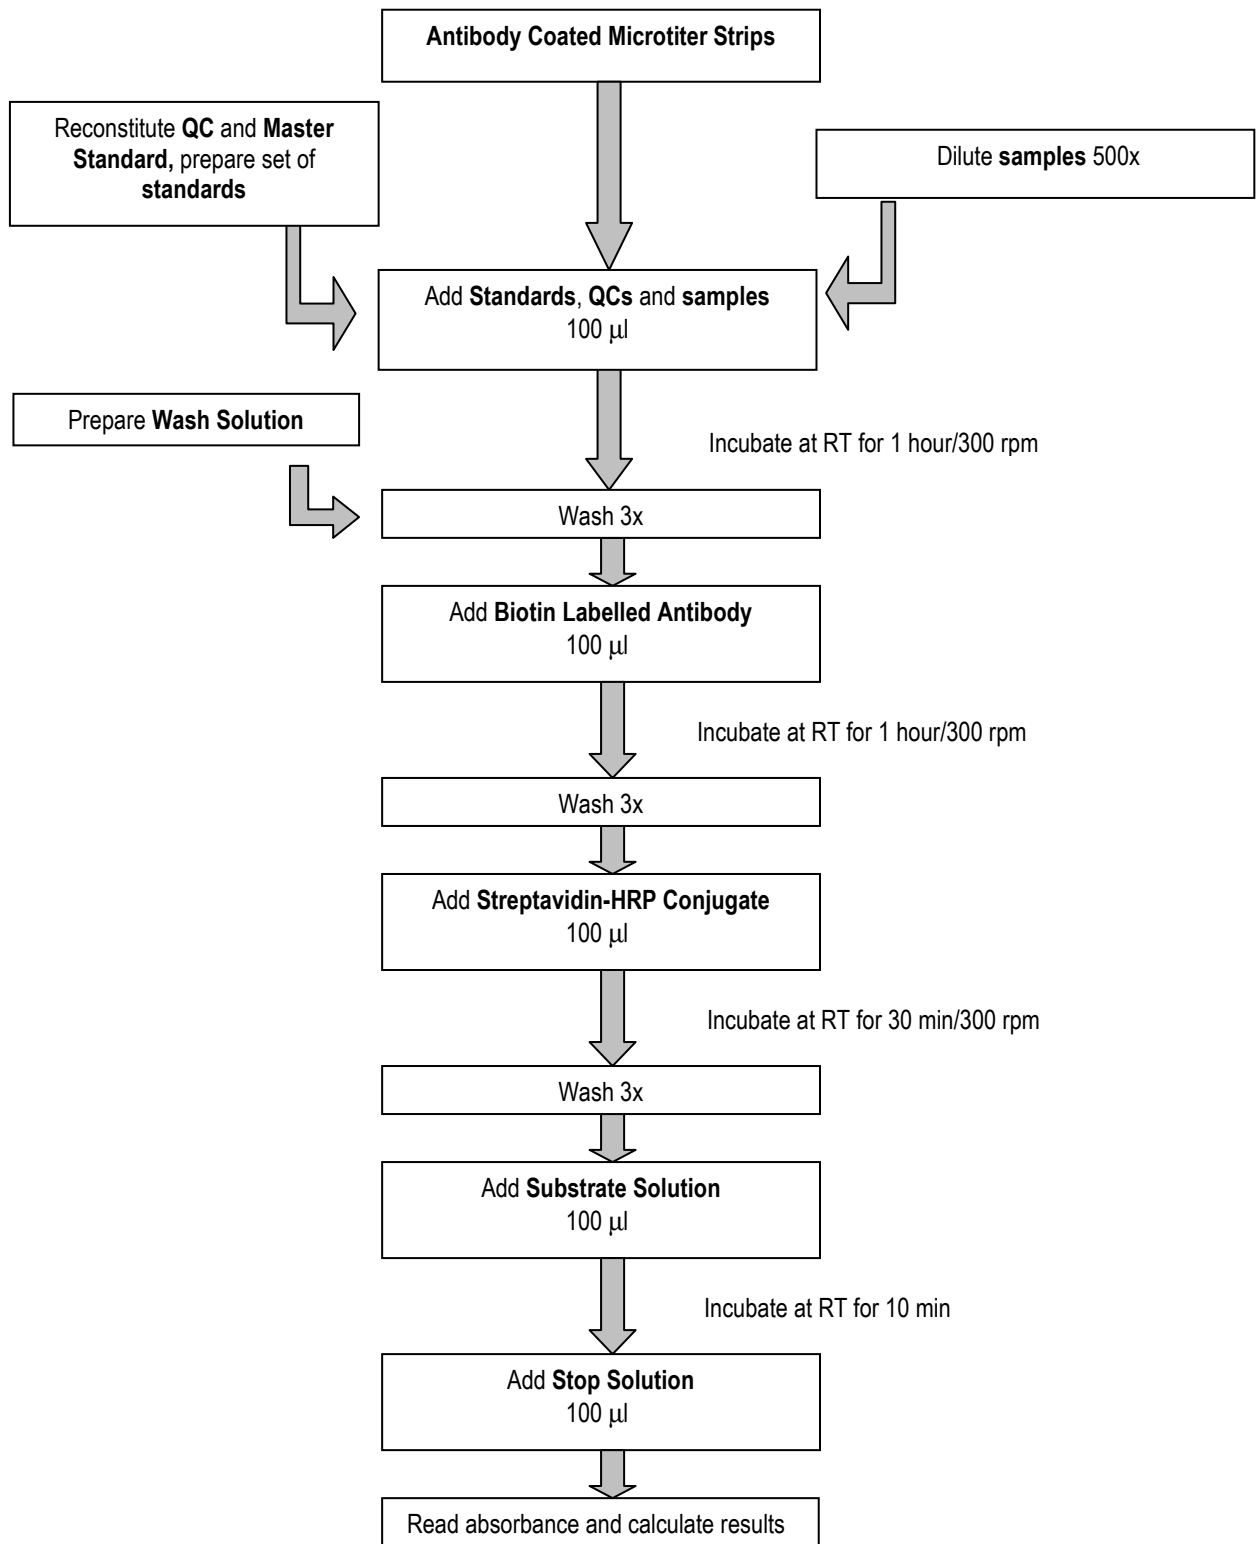 Antibody Coated Microtiter Strips
Reconstitute QC and Master
Standard, prepare set of
standards
Dilute samples 500x
Add Standards, QCs and samples
100 µl
Prepare Wash Solution
Incubate at RT for 1 hour/300 rpm
Wash 3x
Add Biotin Labelled Antibody
100 µl
Incubate at RT for 1 hour/300 rpm
Wash 3x
Add Streptavidin-HRP Conjugate
100 µl
Incubate at RT for 30 min/300 rpm
Wash 3x
Add Substrate Solution
100 µl
Incubate at RT for 10 min
Add Stop Solution
100 µl
Read absorbance and calculate results